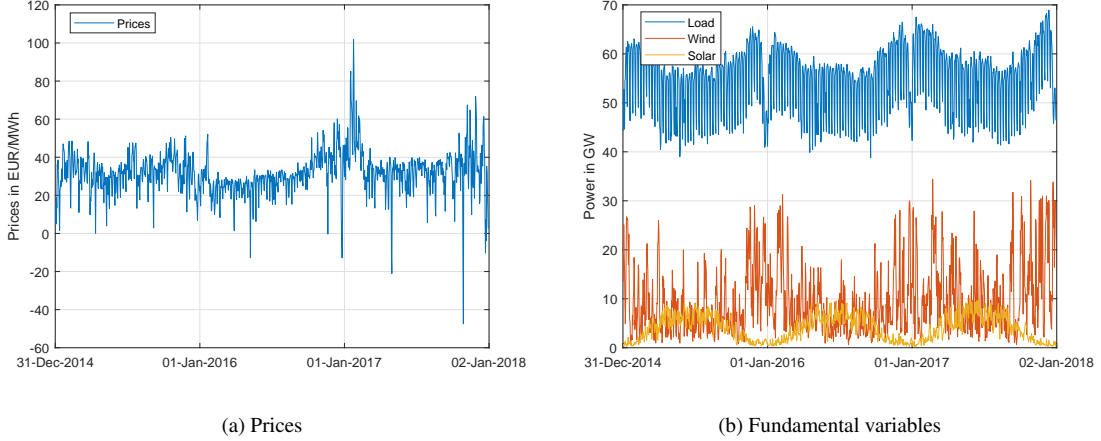 Prices
120
100
80
60
40
20
0
-20
-40
-60
Prices in EUR/MWh
31-Dec-2014
01-Jan-2016
01-Jan-2017
02-Jan-2018
(a) Prices
Load
Wind
Solar
70
60
50
40
30
20
10
0
Power in GW
31-Dec-2014
01-Jan-2016
01-Jan-2017
02-Jan-2018
(b) Fundamental variables